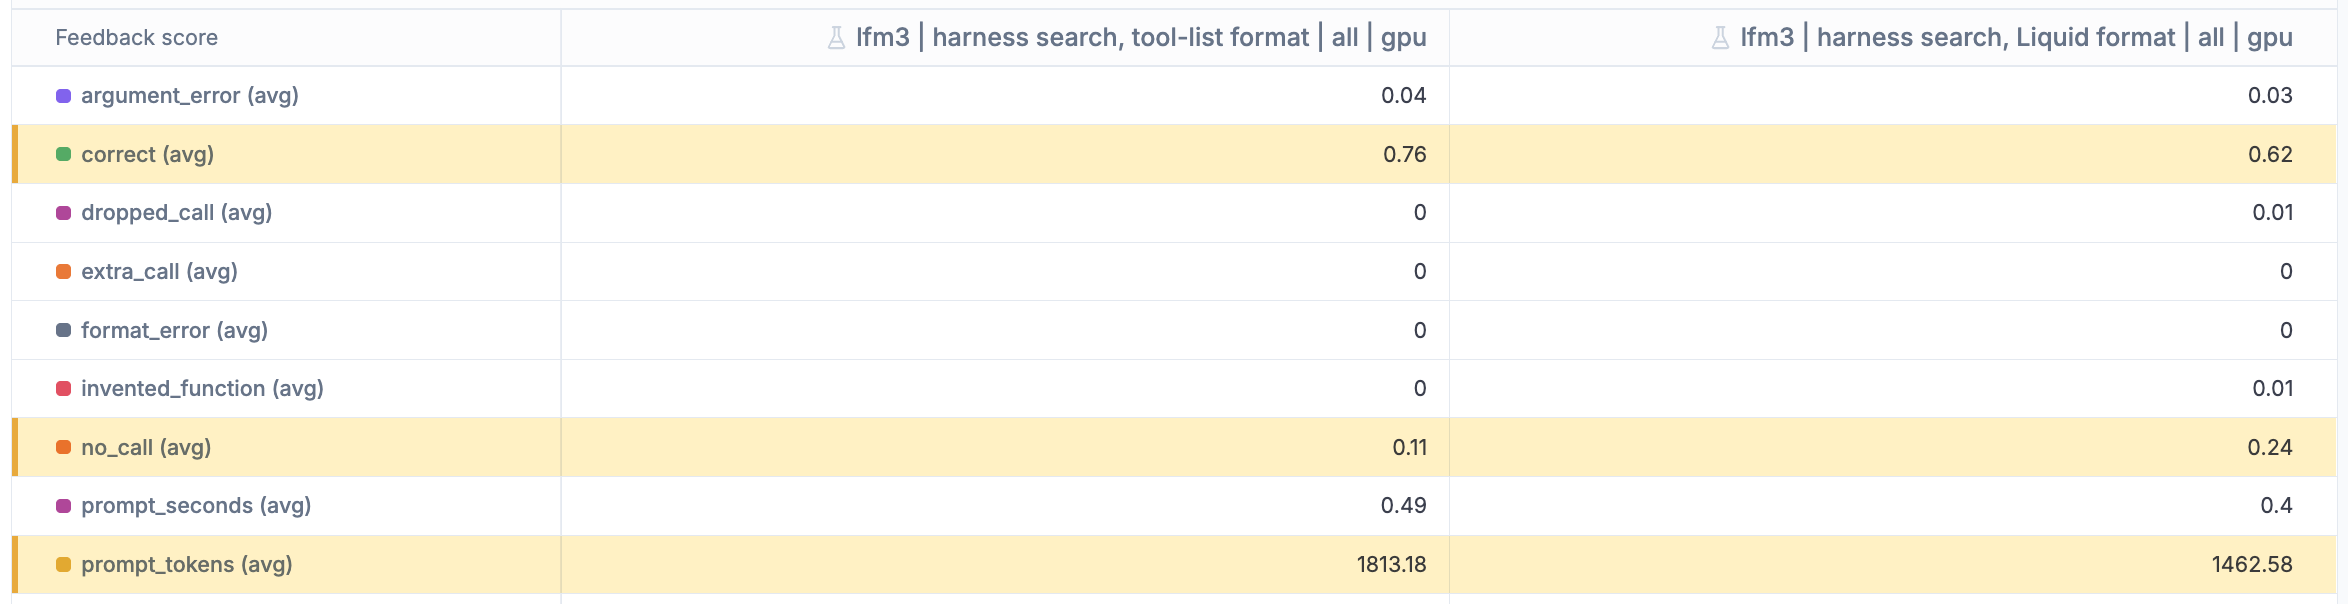 Feedback score lfm3 | harness search, tool-list format | all | gpu lfm3 | harness search, Liquid format | all | gpu
argument_error (avg) 0.04 0.03
correct (avg) 0.76 0.62
dropped_call (avg) 0 0.01
extra_call (avg) 0 0
format_error (avg) 0 0
invented_function (avg) 0 0.01
no_call (avg) 0.11 0.24
prompt_seconds (avg) 0.49 0.4
prompt_tokens (avg) 1813.18 1462.58